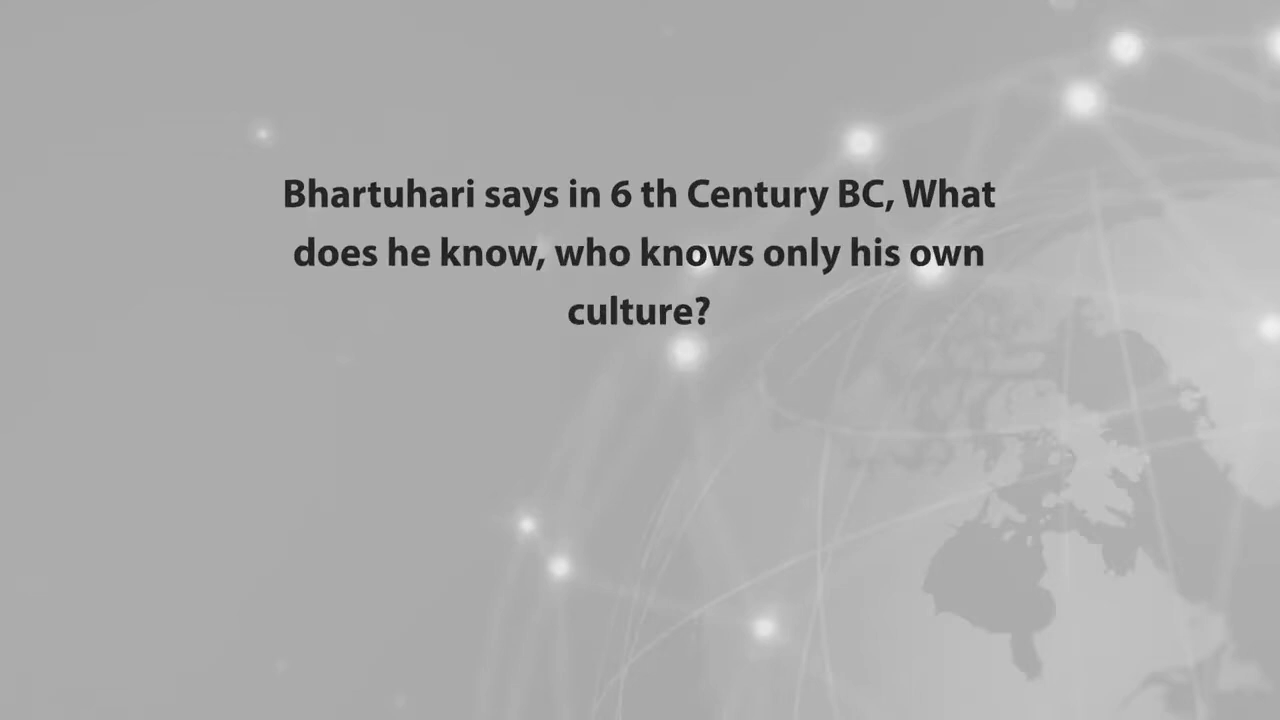 Bhartuhari says in 6 th Century BC, What
does he know, who knows only his own
culture?